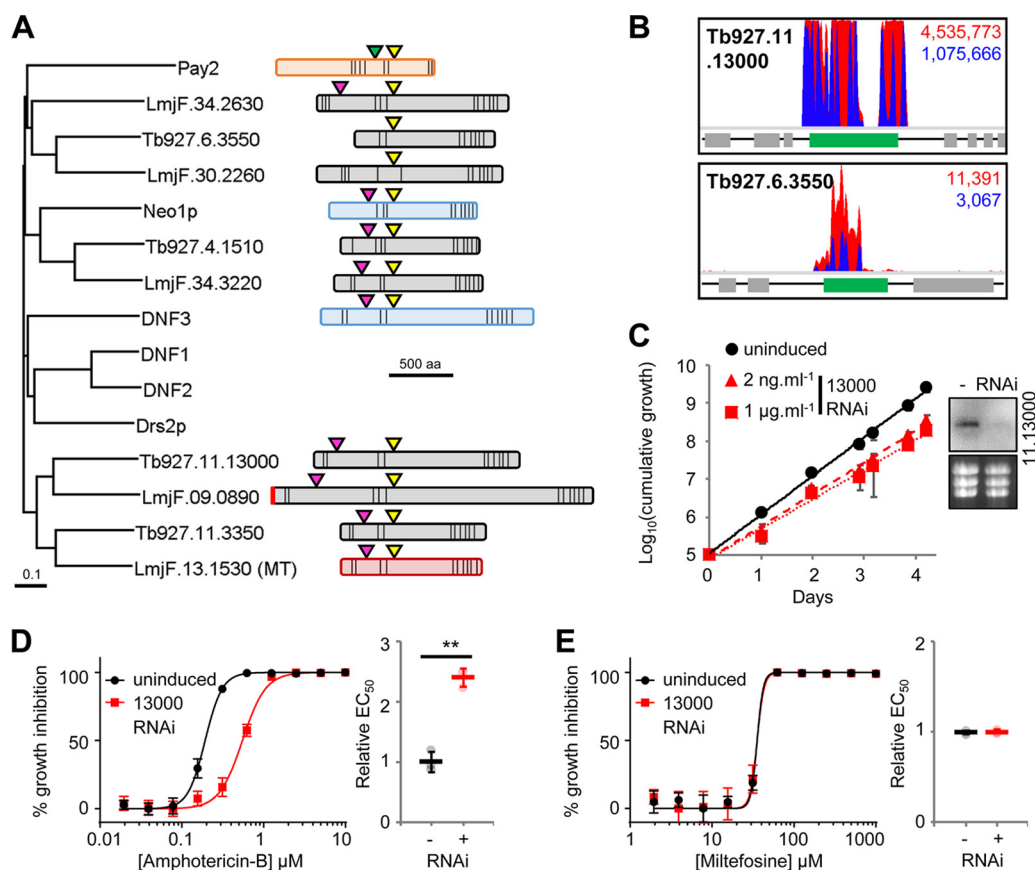 A
Pay2
LmjF.34.2630
Tb927.6.3550
LmjF.30.2260
Neo1p
Tb927.4.1510
LmjF.34.3220
DNF3
DNF1
DNF2
Drs2p
Tb927.11.13000
LmjF.09.0890
Tb927.11.3350
LmjF.13.1530 (MT)
0.1
500 aa
B
Tb927.11
.13000
4,535,773
1,075,666
Tb927.6.3550
11,391
3,067
C
uninduced
2 ng.ml-1
1 µg.ml-1
13000
RNAi
Log10(cumulative growth)
10
9
8
7
6
5
0 1 2 3 4
Days
- RNAi
11.13000
D
uninduced
13000
RNAi
% growth inhibition
100
50
0
0.01 0.1 1 10
[Amphotericin-B] µM
**
Relative EC50
3
2
1
0
- +
RNAi
E
uninduced
13000
RNAi
% growth inhibition
100
50
0
1 10 100 1000
[Miltefosine] µM
Relative EC50
2
1
0
- +
RNAi